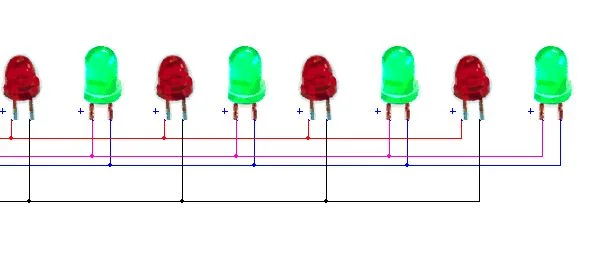 + + + + + + + +